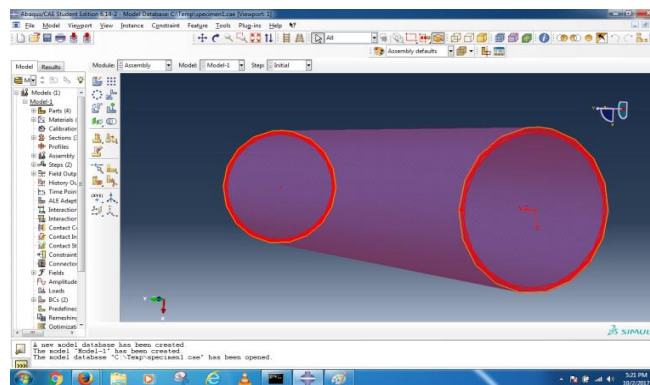 Abaqus/CAE Student Edition 6.14-2 - Model Database: C:\Temp\specimen1.cae [Viewport: 1]
File Model Viewport View Instance Constraint Feature Tools Plug-ins Help
All
Assembly defaults
Model Results Module: Assembly Model: Model-1 Step: Initial
Models (1)
Model-1
Parts (4)
Materials
Calibration
Sections
Profiles
Assembly
Steps (2)
Field Outp
History Ou
Time Poin
ALE Adapt
Interaction
Interaction
Contact C
Contact In
Contact St
Constraint
Connector
Fields
Amplitude
Loads
BCs (2)
Predefined
Remeshing
Optimizati
SIMUL
A new model database has been created.
The model "Model-1" has been created.
The model database "C:\Temp\specimen1.cae" has been opened.
5:21 PM